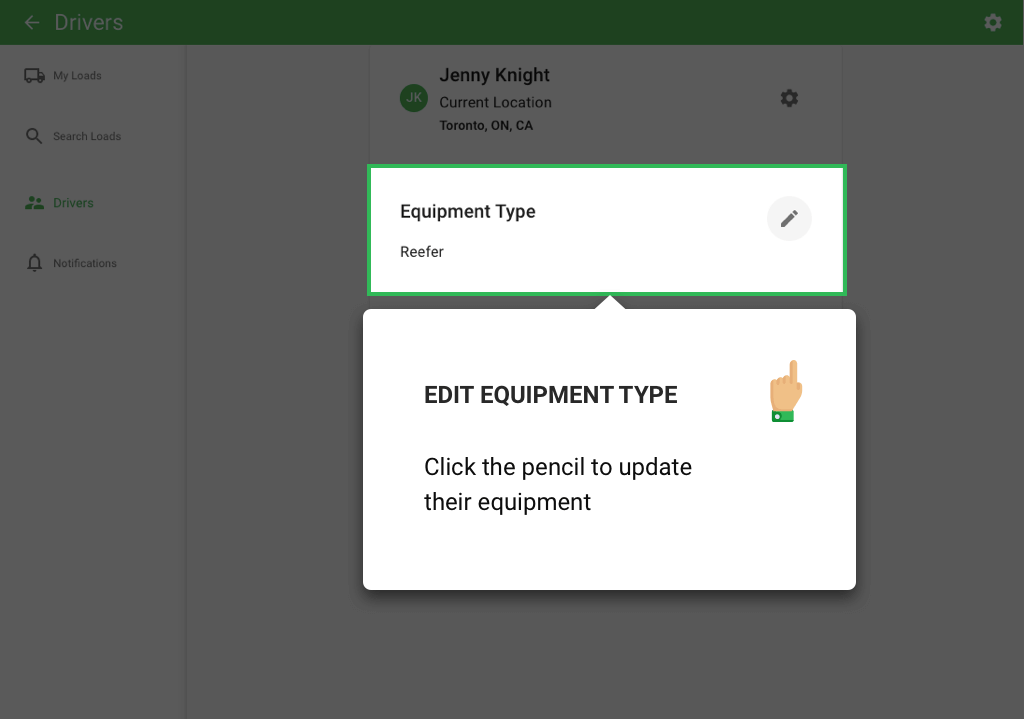 Drivers
My Loads
Search Loads
Drivers
Notifications
JK
Jenny Knight
Current Location
Toronto, ON, CA
Equipment Type
Reefer
EDIT EQUIPMENT TYPE
Click the pencil to update
their equipment